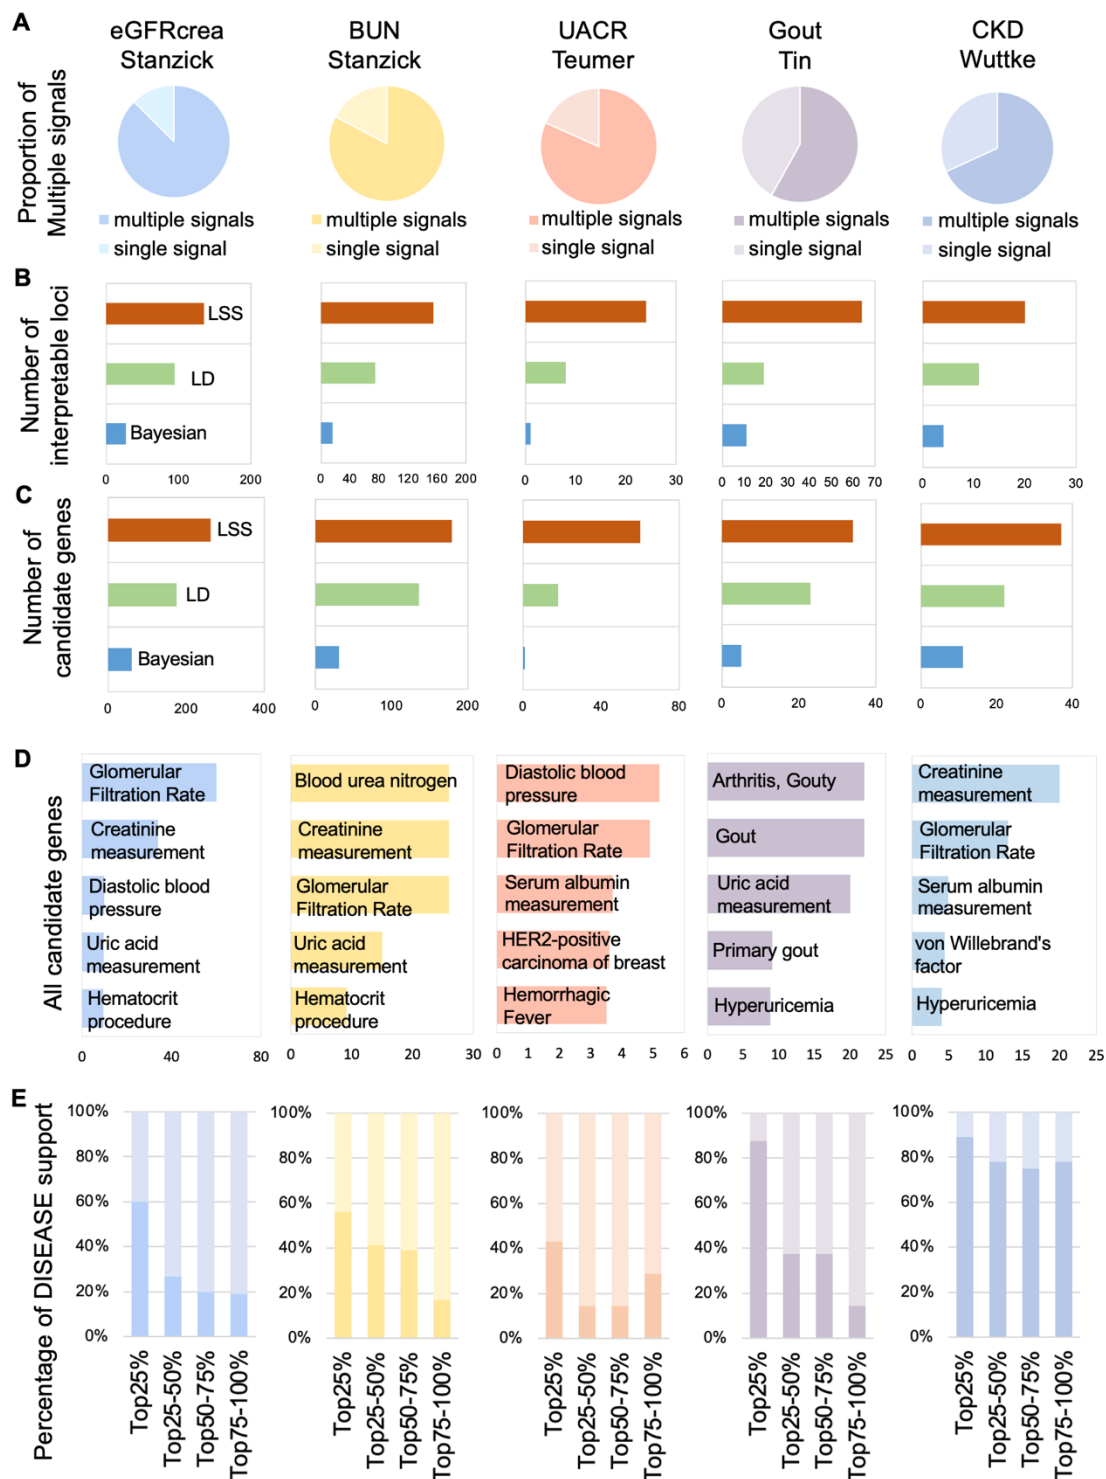 A
eGFRcrea
Stanzick
BUN
Stanzick
UACR
Teumer
Gout
Tin
CKD
Wuttke
Proportion of
Multiple signals
multiple signals
single signal
multiple signals
single signal
multiple signals
single signal
multiple signals
single signal
multiple signals
single signal
B
Number of
interpretable loci
LSS
LD
Bayesian
0 100 200
0 40 80 120 160 200
0 10 20 30
0 10 20 30 40 50 60 70
0 10 20 30
C
Number of
candidate genes
LSS
LD
Bayesian
0 200 400
0 100 200
0 40 80
0 20 40
0 20 40
D
All candidate genes
Glomerular
Filtration Rate
Creatinine
measurement
Diastolic blood
pressure
Uric acid
measurement
Hematocrit
procedure
0 40 80
Blood urea nitrogen
Creatinine
measurement
Glomerular
Filtration Rate
Uric acid
measurement
Hematocrit
procedure
0 10 20 30
Diastolic blood
pressure
Glomerular
Filtration Rate
Serum albumin
measurement
HER2-positive
carcinoma of breast
Hemorrhagic
Fever
0 1 2 3 4 5 6
Arthritis, Gouty
Gout
Uric acid
measurement
Primary gout
Hyperuricemia
0 5 10 15 20 25
Creatinine
measurement
Glomerular
Filtration Rate
Serum albumin
measurement
von Willebrand's
factor
Hyperuricemia
0 5 10 15 20 25
E
Percentage of DISEASE support
100%
80%
60%
40%
20%
0%
Top25%
Top25-50%
Top50-75%
Top75-100%
100%
80%
60%
40%
20%
0%
Top25%
Top25-50%
Top50-75%
Top75-100%
100%
80%
60%
40%
20%
0%
Top25%
Top25-50%
Top50-75%
Top75-100%
100%
80%
60%
40%
20%
0%
Top25%
Top25-50%
Top50-75%
Top75-100%
100%
80%
60%
40%
20%
0%
Top25%
Top25-50%
Top50-75%
Top75-100%